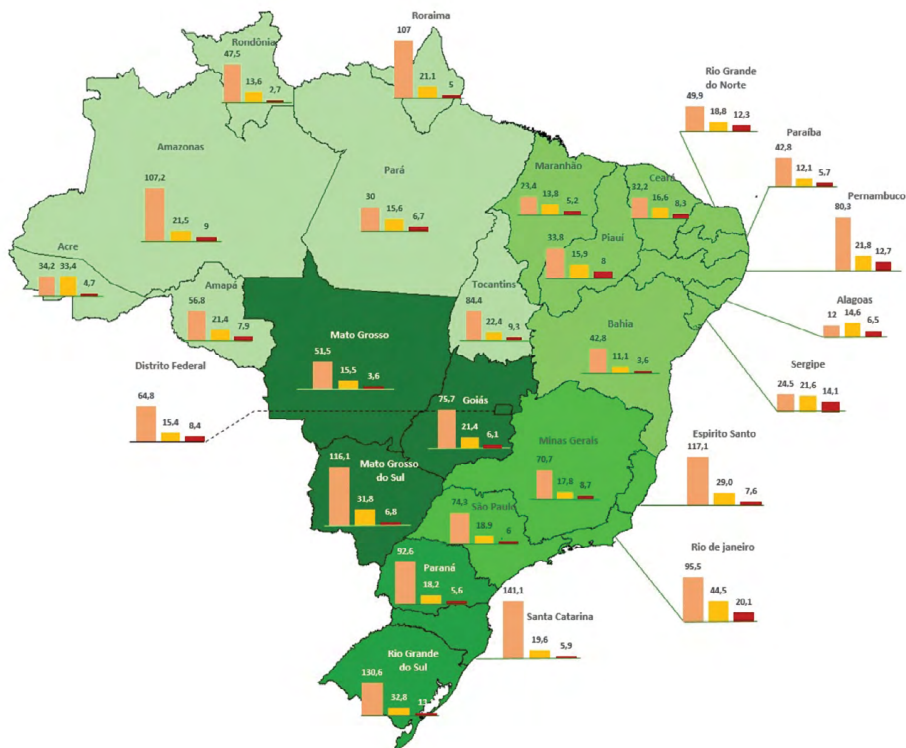 Roraima
107
21,1
5
Rondônia
47,5
13,6
2,7
Rio Grande
do Norte
49,9
18,8
12,3
Paraíba
42,8
12,1
5,7
Pernambuco
80,3
21,8
12,7
Amazonas
107,2
21,5
9
Pará
30
15,6
6,7
Maranhão
23,4
13,8
5,2
Ceará
32,2
16,6
8,3
Piauí
33,8
15,9
8
Acre
34,2
33,4
4,7
Amapá
56,8
21,4
7,9
Tocantins
84,4
22,4
9,3
Alagoas
12
14,6
6,5
Bahia
42,8
11,1
3,6
Mato Grosso
51,5
15,5
3,6
Sergipe
24,5
21,6
14,1
Distrito Federal
64,8
15,4
8,4
Goiás
75,7
21,4
6,1
Espirito Santo
117,1
29,0
7,6
Minas Gerais
70,7
17,8
8,7
Mato Grosso
do Sul
116,1
31,8
6,8
São Paulo
74,3
18,9
6
Rio de janeiro
95,5
44,5
20,1
Paraná
92,6
18,2
5,6
Santa Catarina
141,1
19,6
5,9
Rio Grande
do Sul
130,6
32,8